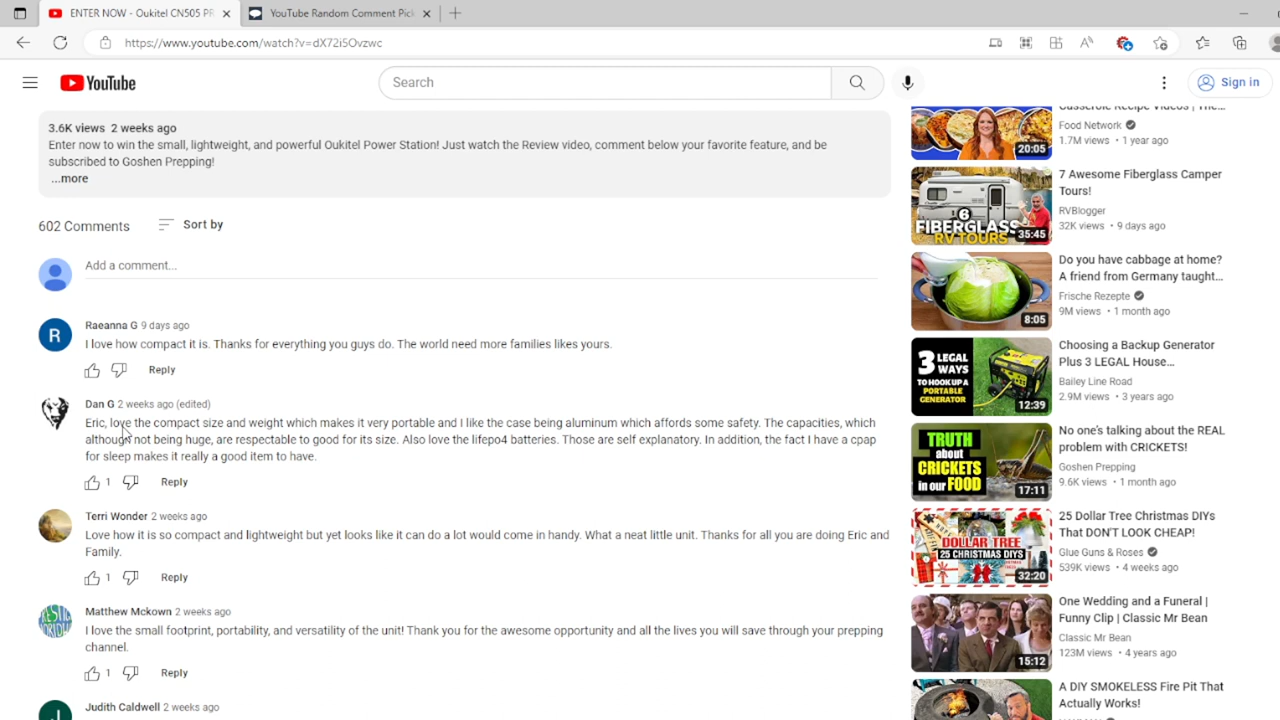 ENTER NOW - Oukitel CN505 PR
YouTube Random Comment Pick
https://www.youtube.com/watch?v=dX72i5Ovzwc
YouTube
Search
Sign in
3.6K views 2 weeks ago
Enter now to win the small, lightweight, and powerful Oukitel Power Station! Just watch the Review video, comment below your favorite feature, and be
subscribed to Goshen Prepping!
...more
602 Comments
Sort by
Add a comment...
R
Raeanna G 9 days ago
I love how compact it is. Thanks for everything you guys do. The world need more families likes yours.
Reply
Dan G 2 weeks ago (edited)
Eric, love the compact size and weight which makes it very portable and I like the case being aluminum which affords some safety. The capacities, which
although not being huge, are respectable to good for its size. Also love the lifepo4 batteries. Those are self explanatory. In addition, the fact I have a cpap
for sleep makes it really a good item to have.
1
Reply
Terri Wonder 2 weeks ago
Love how it is so compact and lightweight but yet looks like it can do a lot would come in handy. What a neat little unit. Thanks for all you are doing Eric and
Family.
1
Reply
Matthew Mckown 2 weeks ago
I love the small footprint, portability, and versatility of the unit! Thank you for the awesome opportunity and all the lives you will save through your prepping
channel.
1
Reply
Judith Caldwell 2 weeks ago
Casserole Recipe Videos | The...
Food Network
1.7M views • 1 year ago
20:05
7 Awesome Fiberglass Camper
Tours!
RVBlogger
32K views • 9 days ago
6
FIBERGLASS
RV TOURS
35:45
Do you have cabbage at home?
A friend from Germany taught...
Frische Rezepte
9M views • 1 month ago
8:05
Choosing a Backup Generator
Plus 3 LEGAL House...
Bailey Line Road
2.9M views • 3 years ago
3 LEGAL
WAYS
TO HOOK UP A
PORTABLE
GENERATOR
12:39
No one's talking about the REAL
problem with CRICKETS!
Goshen Prepping
9.6K views • 1 month ago
TRUTH
about
CRICKETS
in our FOOD
17:11
25 Dollar Tree Christmas DIYs
That DON'T LOOK CHEAP!
Glue Guns & Roses
539K views • 4 weeks ago
DOLLAR TREE
25 CHRISTMAS DIYS
32:20
One Wedding and a Funeral |
Funny Clip | Classic Mr Bean
Classic Mr Bean
123M views • 4 years ago
15:12
A DIY SMOKELESS Fire Pit That
Actually Works!